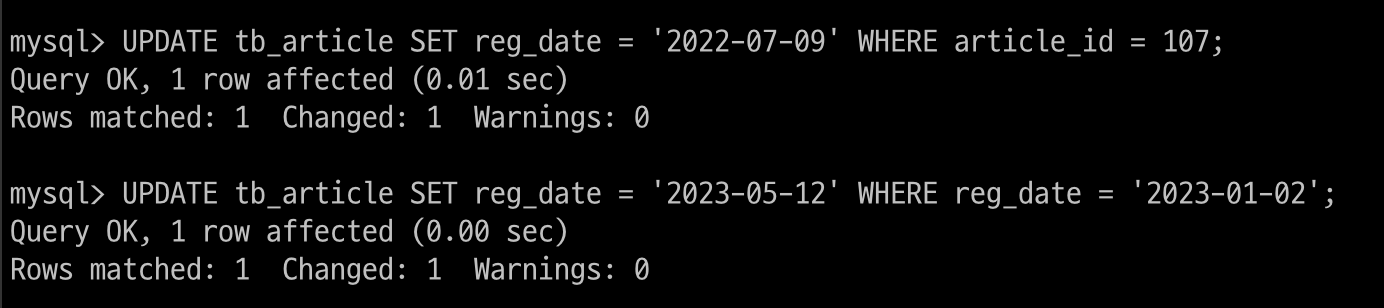 mysql> UPDATE tb_article SET reg_date = '2022-07-09' WHERE article_id = 107;
Query OK, 1 row affected (0.01 sec)
Rows matched: 1  Changed: 1  Warnings: 0

mysql> UPDATE tb_article SET reg_date = '2023-05-12' WHERE reg_date = '2023-01-02';
Query OK, 1 row affected (0.00 sec)
Rows matched: 1  Changed: 1  Warnings: 0